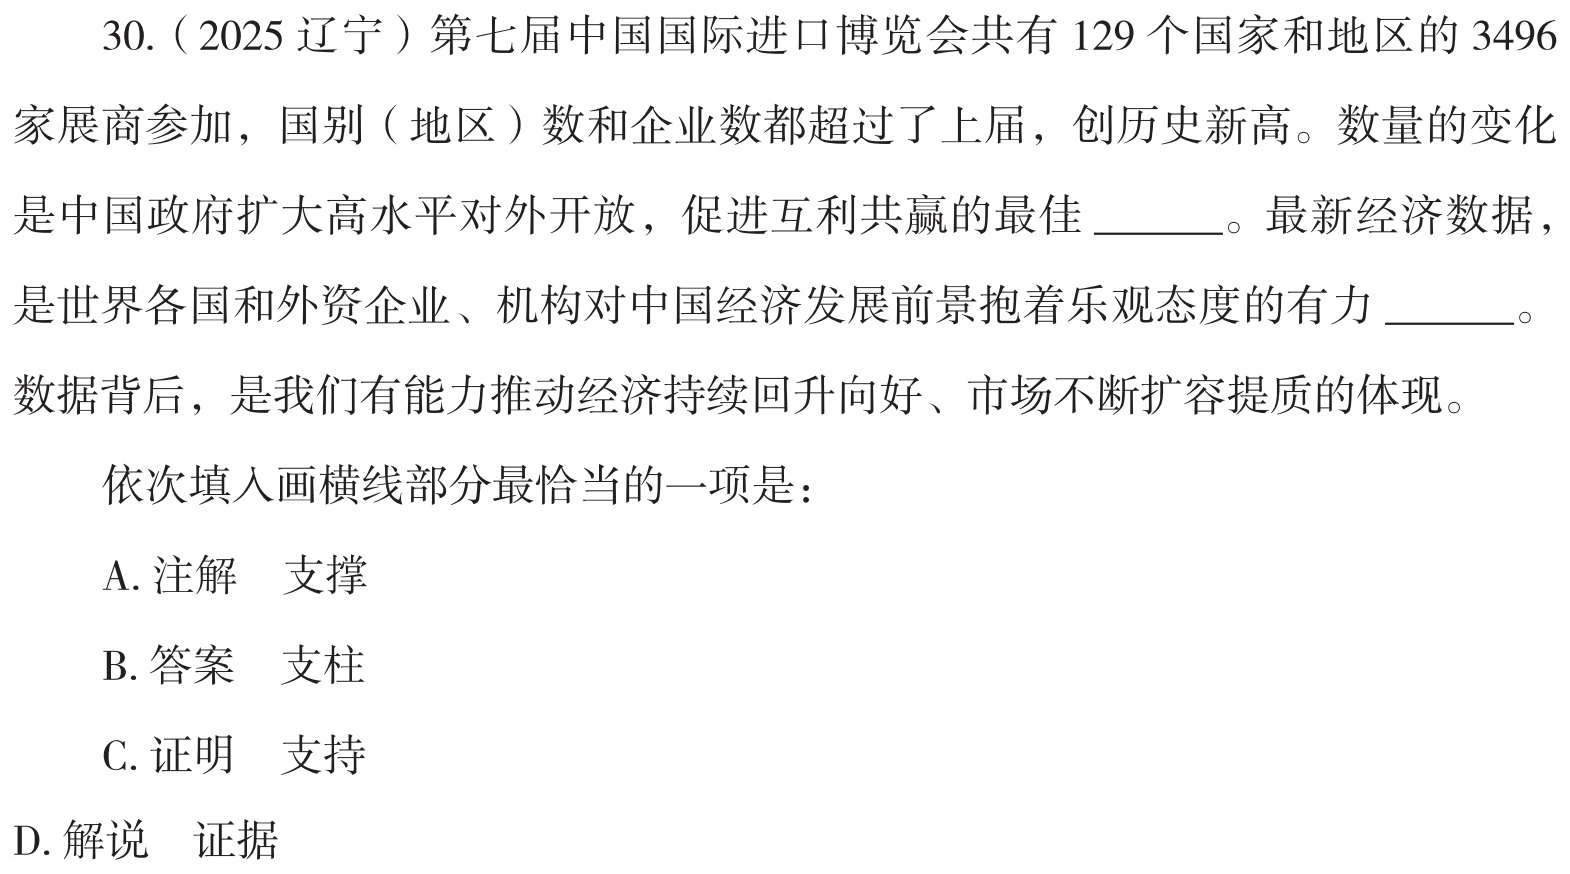 30.（2025 辽宁）第七届中国国际进口博览会共有 129 个国家和地区的 3496
家展商参加，国别（地区）数和企业数都超过了上届，创历史新高。数量的变化
是中国政府扩大高水平对外开放，促进互利共赢的最佳 ______。最新经济数据，
是世界各国和外资企业、机构对中国经济发展前景抱着乐观态度的有力 ______。
数据背后，是我们有能力推动经济持续回升向好、市场不断扩容提质的体现。
依次填入画横线部分最恰当的一项是：
A. 注解　支撑
B. 答案　支柱
C. 证明　支持
D. 解说　证据